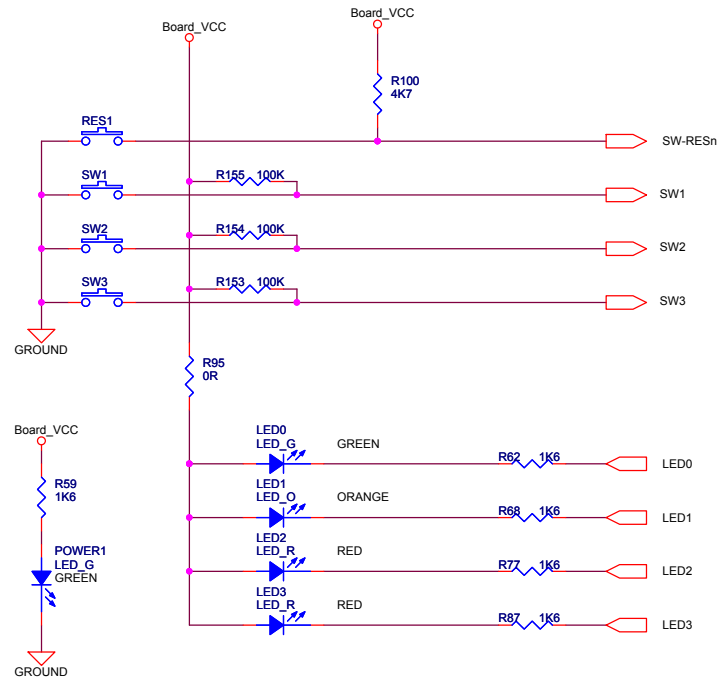 Board_VCC
Board_VCC
R100
4K7
RES1
SW-RESn
SW1
R155 100K
SW1
SW2
R154 100K
SW2
SW3
R153 100K
SW3
GROUND
R95
0R
Board_VCC
R59
1K6
POWER1
LED_G
GREEN
GROUND
LED0
LED_G
GREEN
R62 1K6
LED0
LED1
LED_O
ORANGE
R68 1K6
LED1
LED2
LED_R
RED
R77 1K6
LED2
LED3
LED_R
RED
R87 1K6
LED3